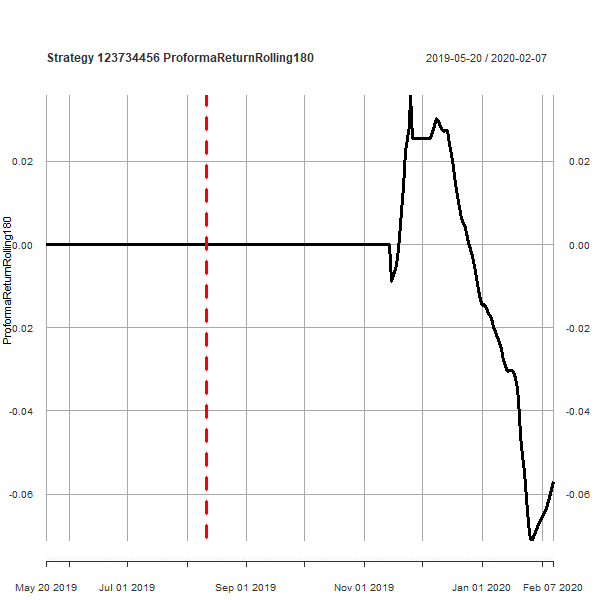 Strategy 123734456 ProformaReturnRolling180
2019-05-20 / 2020-02-07
ProformaReturnRolling180
0.02
0.00
-0.02
-0.04
-0.06
0.02
0.00
-0.02
-0.04
-0.06
May 20 2019
Jul 01 2019
Sep 01 2019
Nov 01 2019
Jan 01 2020
Feb 07 2020